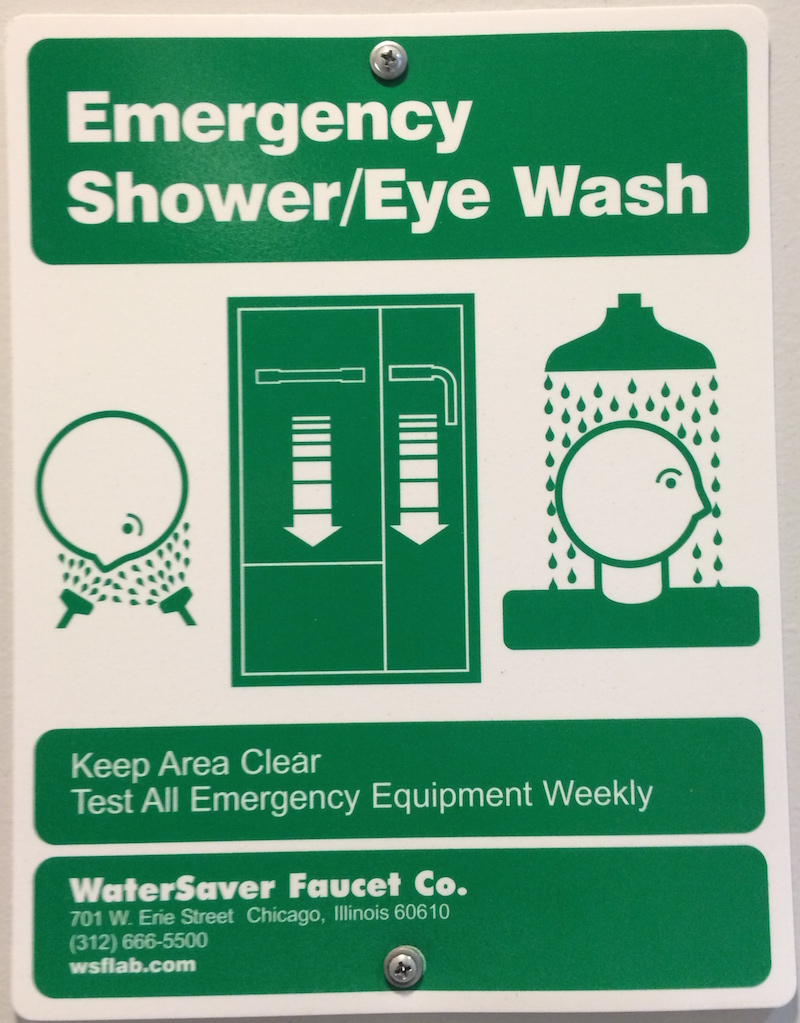 Emergency
Shower/Eye Wash
Keep Area Clear
Test All Emergency Equipment Weekly
WaterSaver Faucet Co.
701 W. Erie Street Chicago, Illinois 60610
(312) 666-5500
wsflab.com